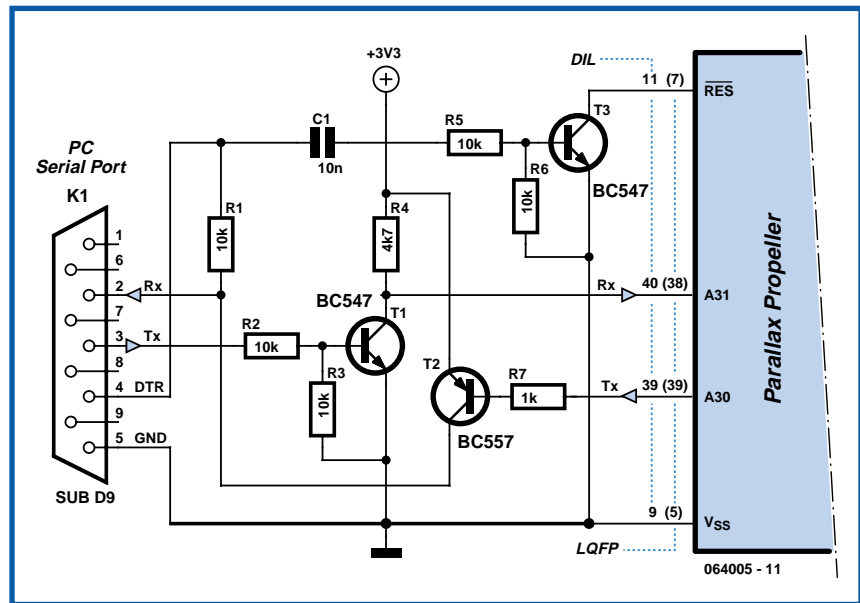 +3V3
DIL
11 (7)
RES
T3
C1
10n
R5
10k
R6
10k
BC547
PC
Serial Port
K1
R1
10k
R4
4k7
1
6
2
Rx
7
3
Tx
8
4
DTR
9
5
GND
SUB D9
BC547
T1
R2
10k
R3
10k
Rx
40 (38)
A31
T2
R7
1k
BC557
Tx
39 (39)
A30
Parallax Propeller
9 (5)
VSS
LQFP
064005 - 11